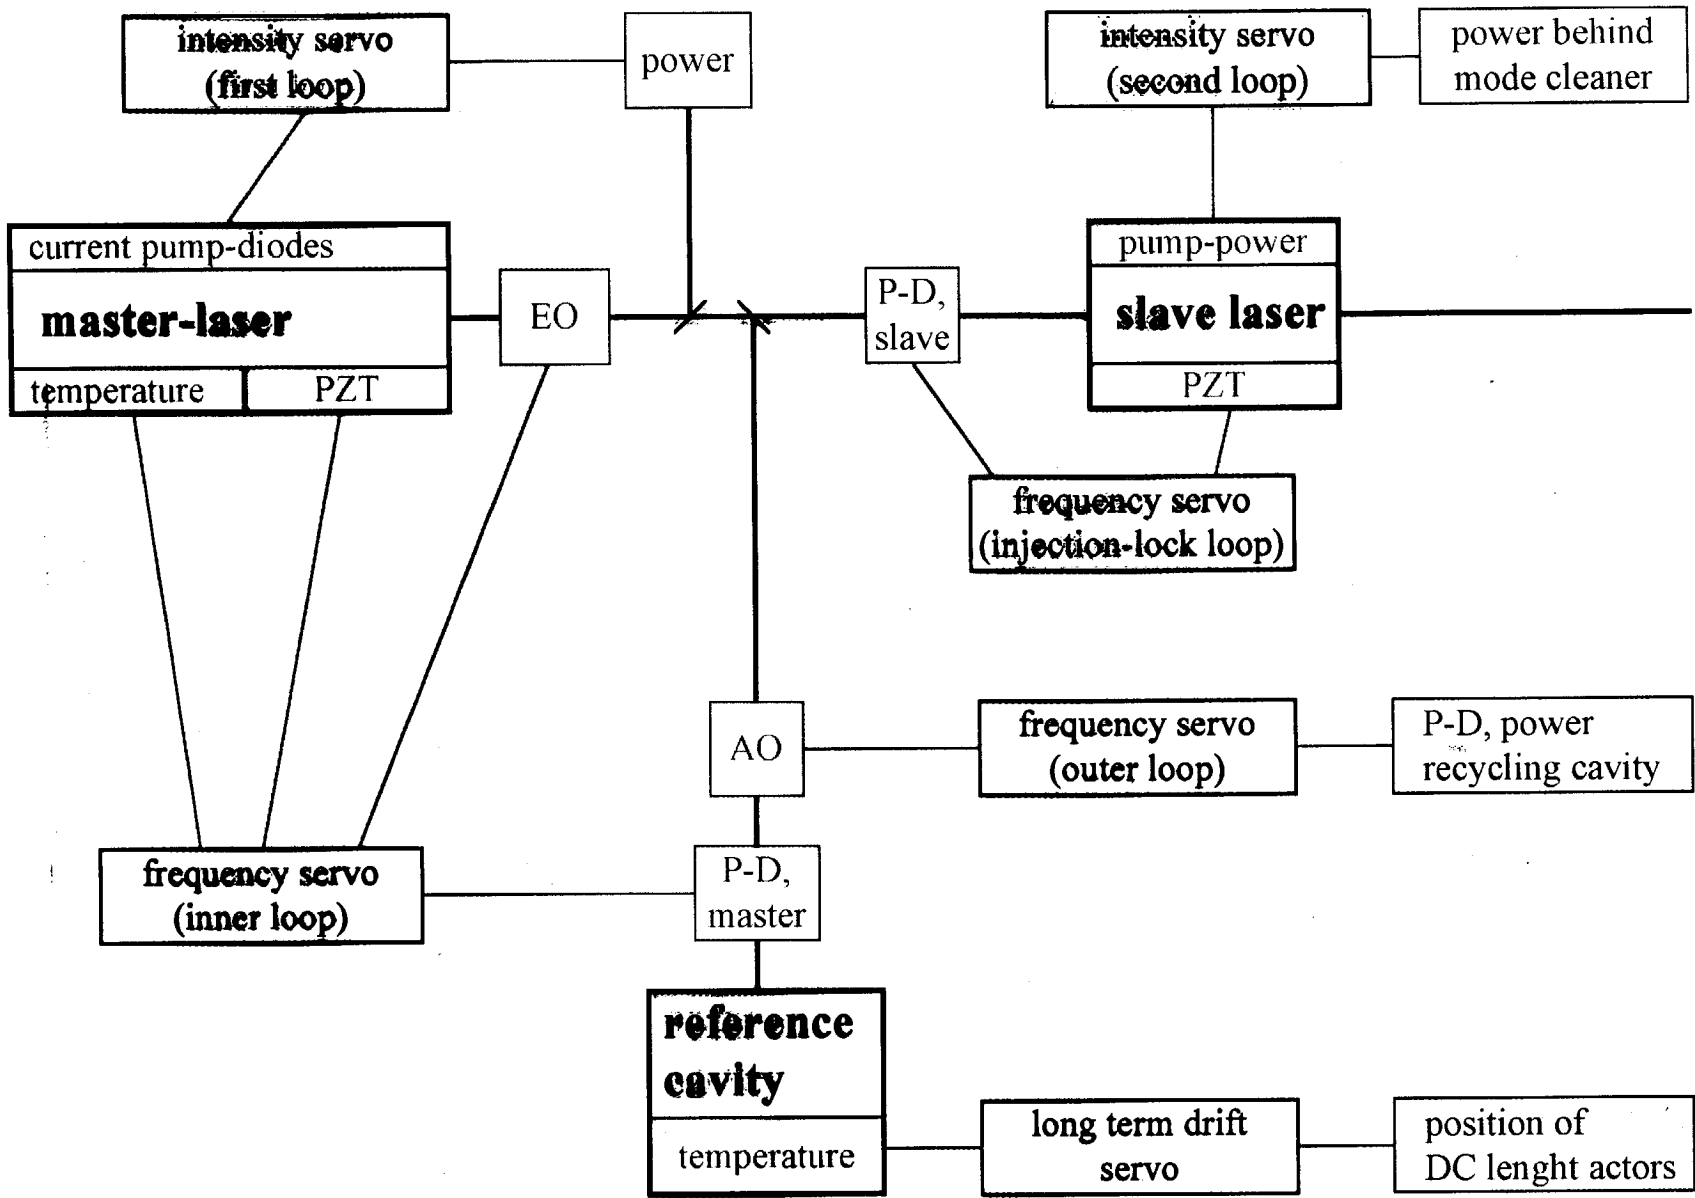 intensity servo
(first loop)
power
intensity servo
(second loop)
power behind
mode cleaner
current pump-diodes
master-laser
temperature
PZT
EO
P-D,
slave
pump-power
slave laser
PZT
frequency servo
(injection-lock loop)
AO
frequency servo
(outer loop)
P-D, power
recycling cavity
frequency servo
(inner loop)
P-D,
master
reference
cavity
temperature
long term drift
servo
position of
DC lenght actors